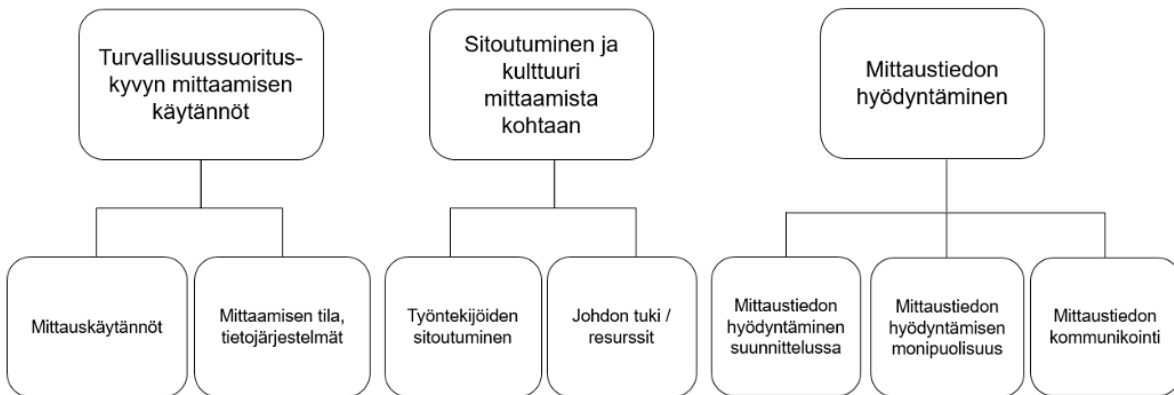 Turvallisuussuoritus-
kyvyn mittaamisen
käytännöt
Sitoutuminen ja
kulttuuri
mittaamista
kohtaan
Mittaustiedon
hyödyntäminen
Mittauskäytännöt
Mittaamisen tila,
tietojärjestelmät
Työntekijöiden
sitoutuminen
Johdon tuki /
resurssit
Mittaustiedon
hyödyntäminen
suunnittelussa
Mittaustiedon
hyödyntämisen
monipuolisuus
Mittaustiedon
kommunikointi